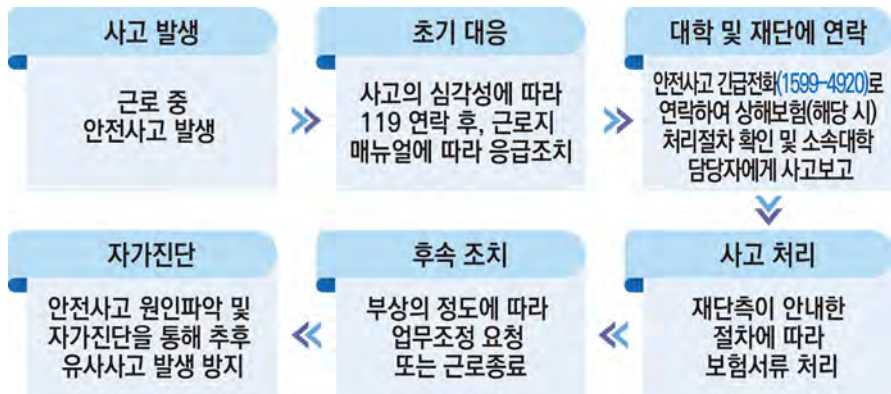 사고 발생
근로 중
안전사고 발생
초기 대응
사고의 심각성에 따라
119 연락 후, 근로지
매뉴얼에 따라 응급조치
대학 및 재단에 연락
안전사고 긴급전화(1599-4920)로
연락하여 상해보험(해당 시)
처리절차 확인 및 소속대학
담당자에게 사고보고
사고 처리
재단측이 안내한
절차에 따라
보험서류 처리
후속 조치
부상의 정도에 따라
업무조정 요청
또는 근로종료
자가진단
안전사고 원인파악 및
자가진단을 통해 추후
유사사고 발생 방지